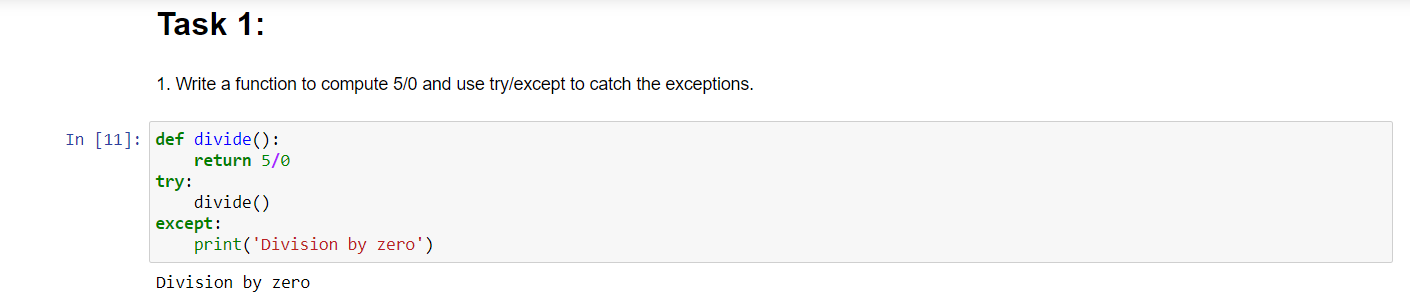 Task 1:
1. Write a function to compute 5/0 and use try/except to catch the exceptions.
In [11]: def divide():
    return 5/0
try:
    divide()
except:
    print('Division by zero')
Division by zero